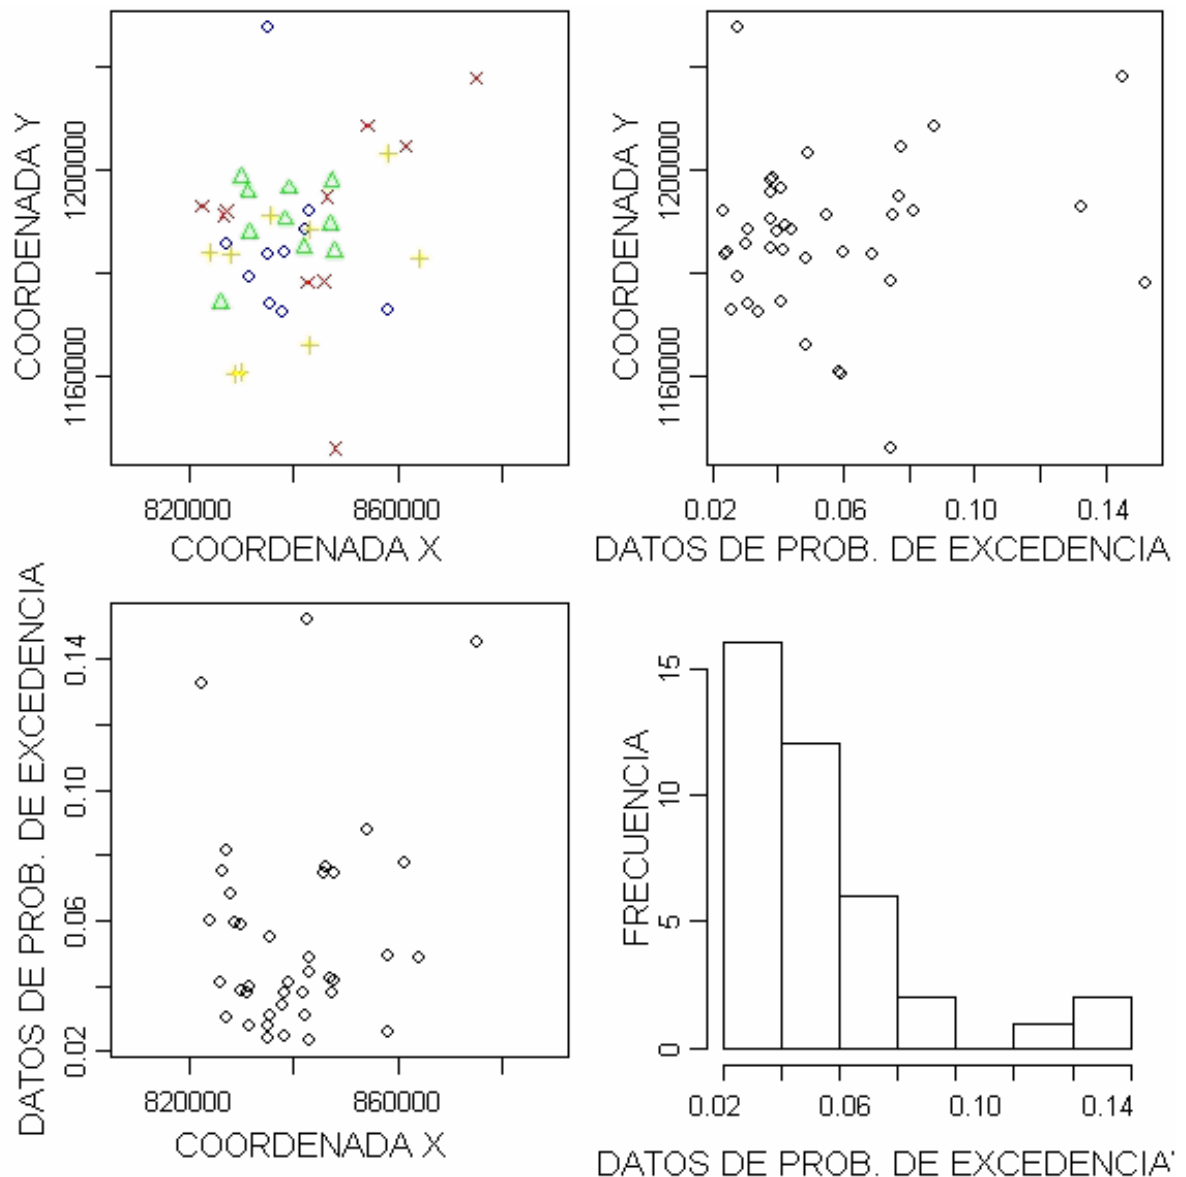 COORDENADA Y
1200000
1160000
820000 860000
COORDENADA X
COORDENADA Y
1200000
1160000
0.02 0.06 0.10 0.14
DATOS DE PROB. DE EXCEDENCIA
DATOS DE PROB. DE EXCEDENCIA
0.14
0.10
0.06
0.02
820000 860000
COORDENADA X
FRECUENCIA
15
10
5
0
0.02 0.06 0.10 0.14
DATOS DE PROB. DE EXCEDENCIA'